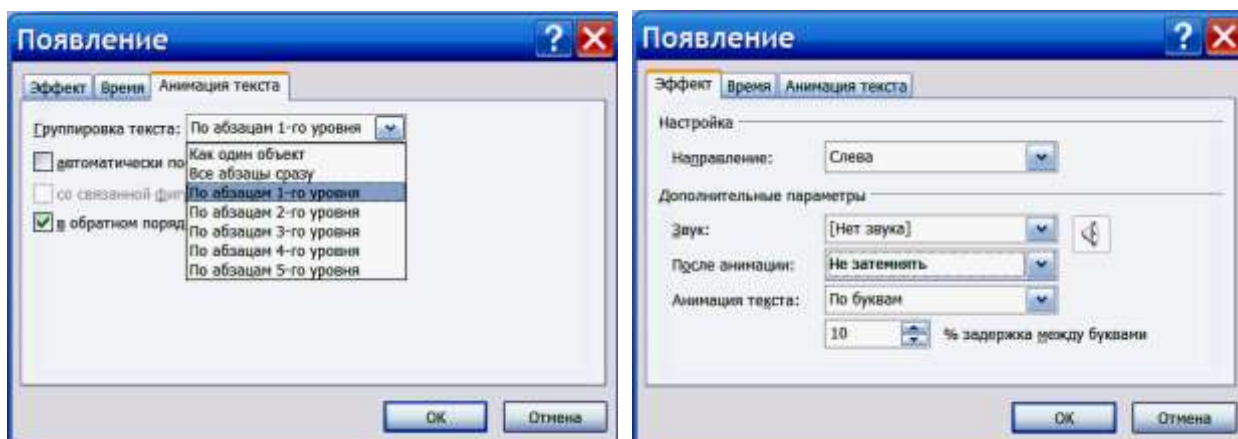 Появление
Эффект Время Анимация текста
Группировка текста: По абзацам 1-го уровня
автоматически по
Как один объект
Все абзацы сразу
со связанной фиг
По абзацам 1-го уровня
в обратном поряд
По абзацам 2-го уровня
По абзацам 3-го уровня
По абзацам 4-го уровня
По абзацам 5-го уровня
ОК Отмена
Появление
Эффект Время Анимация текста
Настройка
Направление: Слева
Дополнительные параметры
Звук: [Нет звука]
После анимации: Не затемнять
Анимация текста: По буквам
10 % задержка между буквами
ОК Отмена